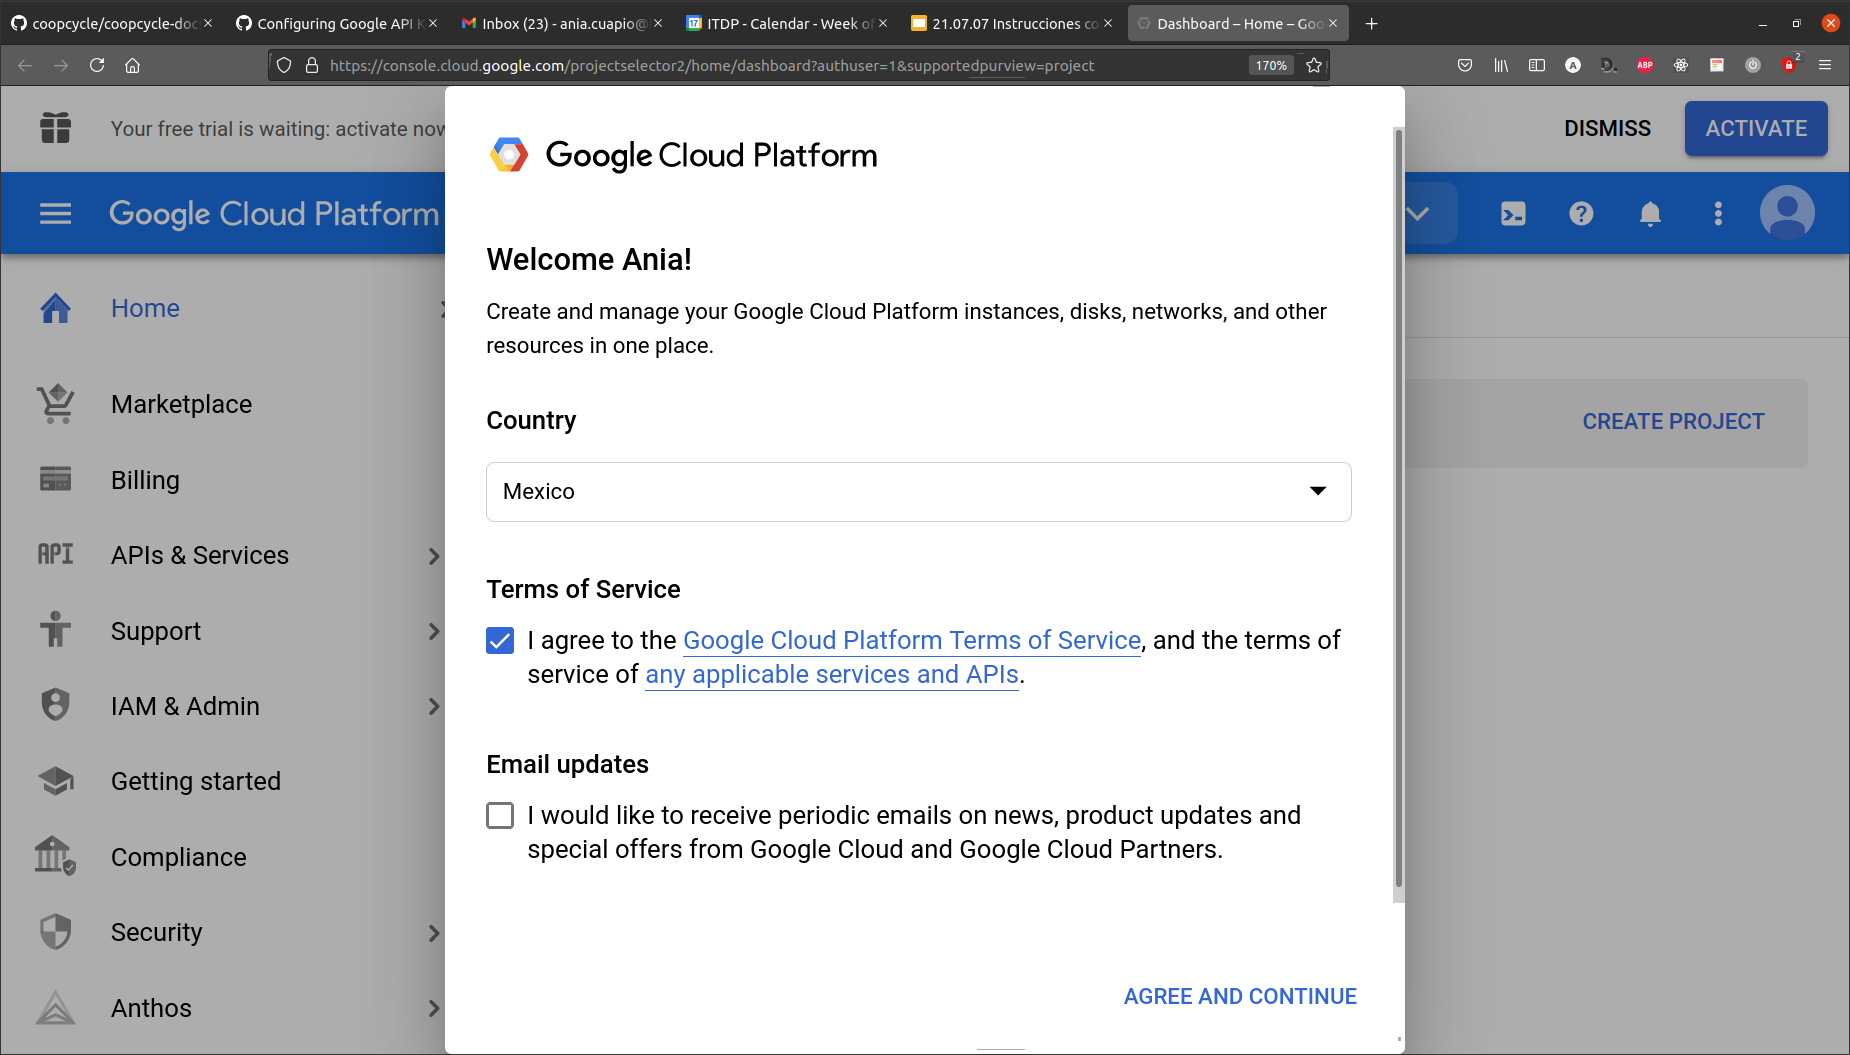 coopcycle/coopcycle-doc
Configuring Google API K
Inbox (23) - ania.cuapio@
ITDP - Calendar - Week of
21.07.07 Instrucciones co
Dashboard – Home – Goo
https://console.cloud.google.com/projectselector2/home/dashboard?authuser=1&supportedpurview=project
170%
A
ABP
2
Your free trial is waiting: activate now
DISMISS
ACTIVATE
Google Cloud Platform
Home
Marketplace
Billing
API
APIs & Services
Support
IAM & Admin
Getting started
Compliance
Security
Anthos
CREATE PROJECT
Google Cloud Platform
Welcome Ania!
Create and manage your Google Cloud Platform instances, disks, networks, and other
resources in one place.
Country
Mexico
Terms of Service
I agree to the Google Cloud Platform Terms of Service, and the terms of
service of any applicable services and APIs.
Email updates
I would like to receive periodic emails on news, product updates and
special offers from Google Cloud and Google Cloud Partners.
AGREE AND CONTINUE